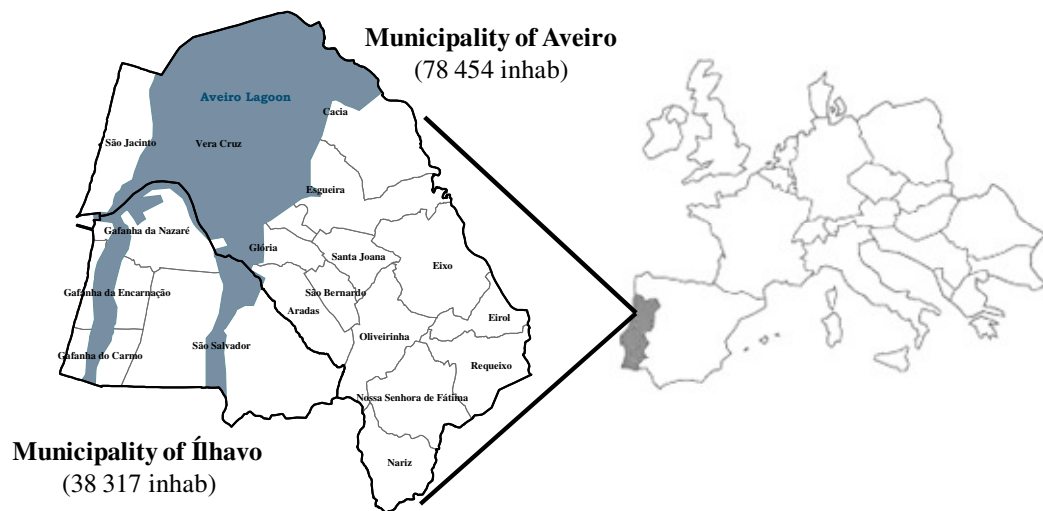 Municipality of Aveiro
(78 454 inhab)
Aveiro Lagoon
Cacia
São Jacinto
Vera Cruz
Esgueira
Gafanha da Nazaré
Glória
Santa Joana
Eixo
Gafanha da Encarnação
São Bernardo
Aradas
Eirol
Oliveirinha
São Salvador
Gafanha do Carmo
Requeixo
Nossa Senhora de Fátima
Municipality of Ílhavo
(38 317 inhab)
Nariz